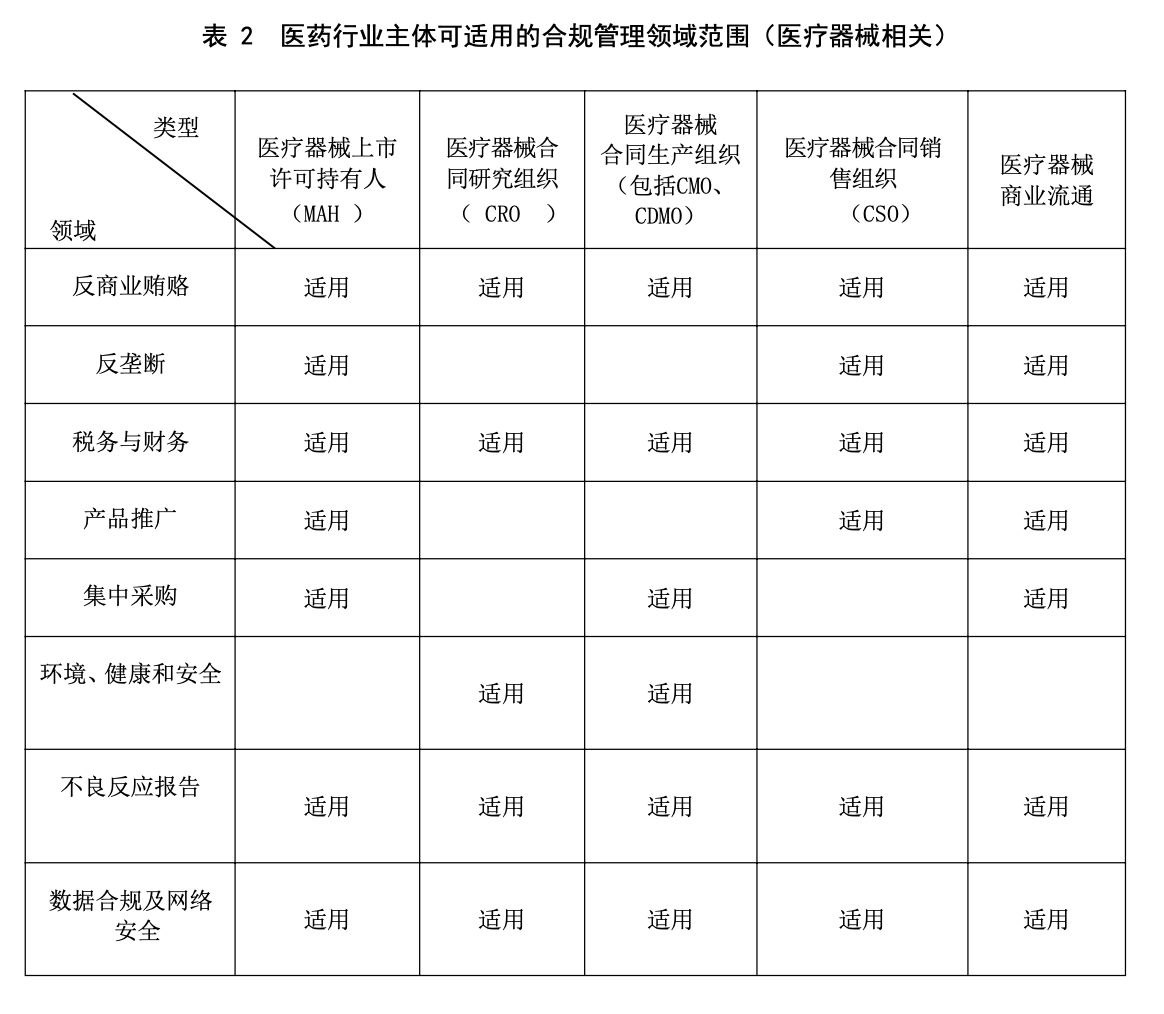 表 2 医药行业主体可适用的合规管理领域范围（医疗器械相关）
类型
领域
医疗器械上市
许可持有人
（MAH ）
医疗器械合
同研究组织
（ CRO ）
医疗器械
合同生产组织
（包括CMO、
CDMO）
医疗器械合同销
售组织
（CSO）
医疗器械
商业流通
反商业贿赂 适用 适用 适用 适用 适用
反垄断 适用 适用 适用
税务与财务 适用 适用 适用 适用 适用
产品推广 适用 适用 适用
集中采购 适用 适用 适用
环境、健康和安全 适用 适用
不良反应报告 适用 适用 适用 适用 适用
数据合规及网络
安全
适用 适用 适用 适用 适用